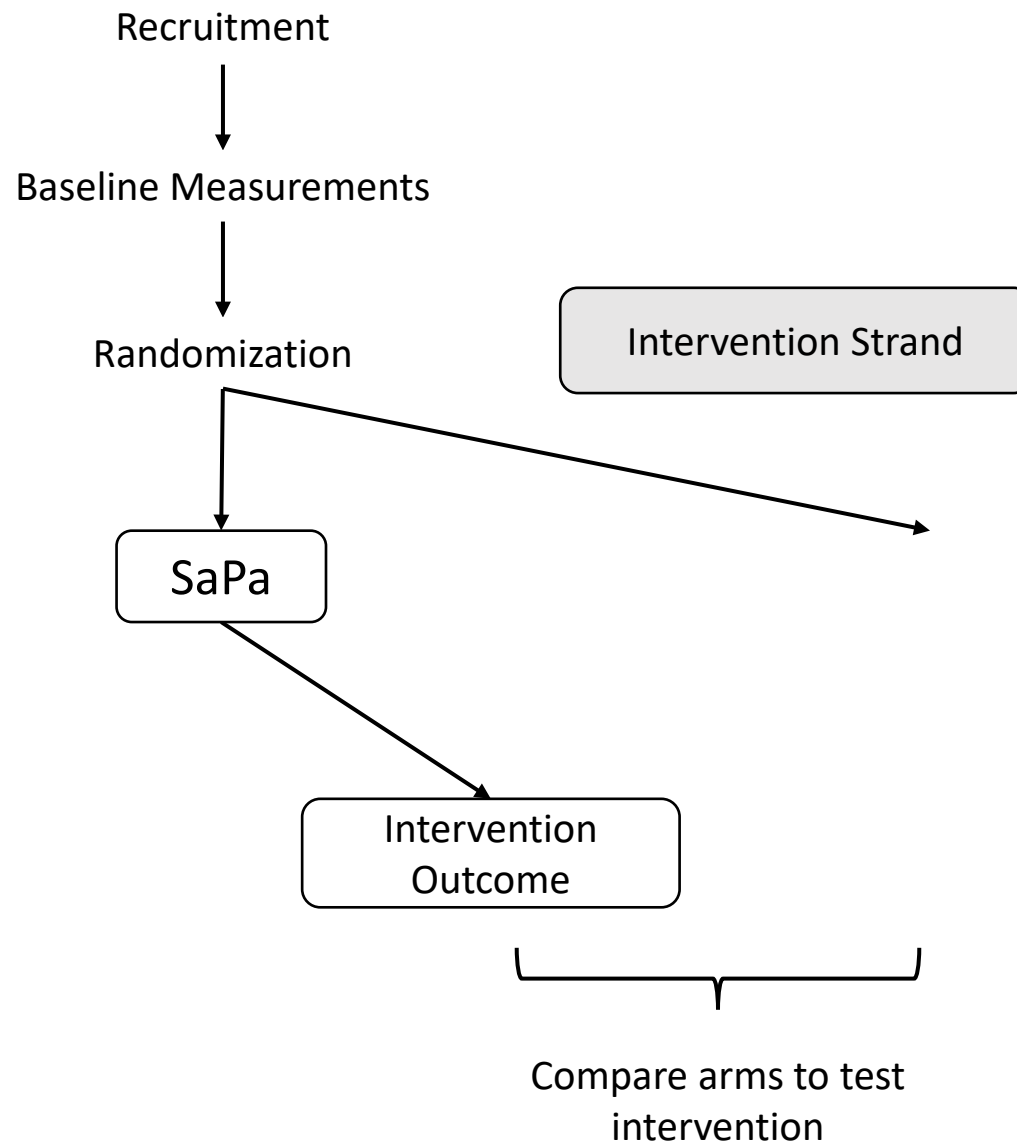 Recruitment
Baseline Measurements
Randomization
Intervention Strand
SaPa
Intervention
Outcome
Compare arms to test
intervention